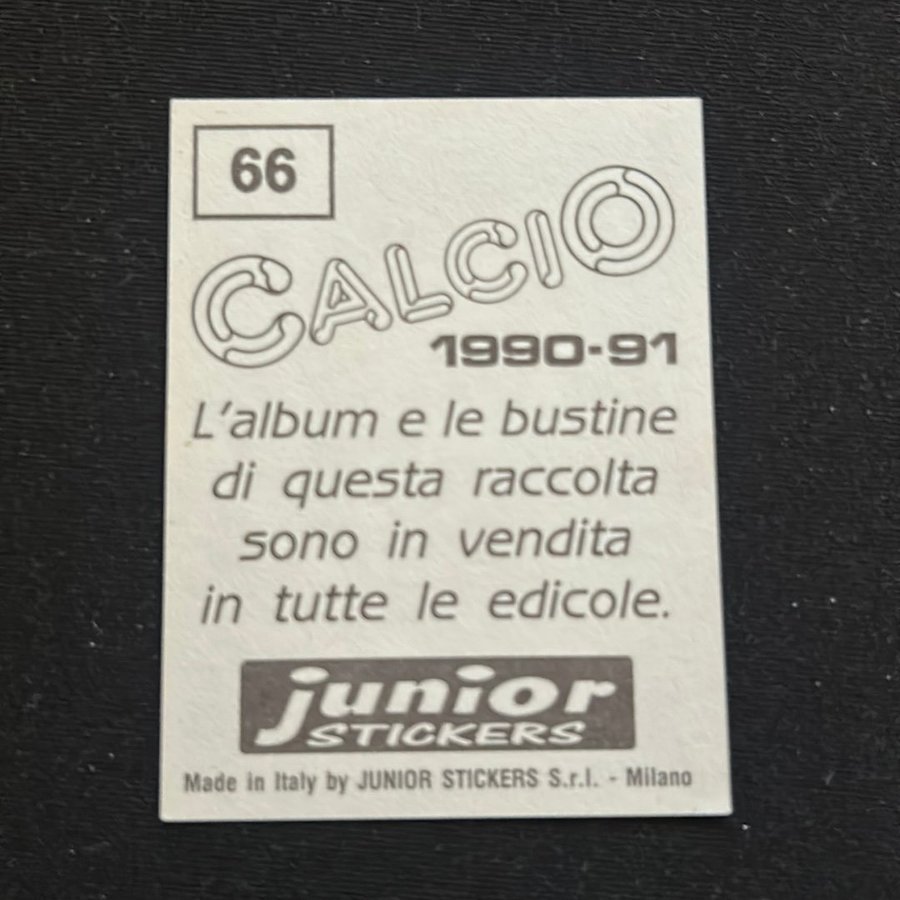 66
CALCIO
1990-91
L'album e le bustine
di questa raccolta
sono in vendita
in tutte le edicole.
junior
STICKERS
Made in Italy by JUNIOR STICKERS S.r.l. - Milano